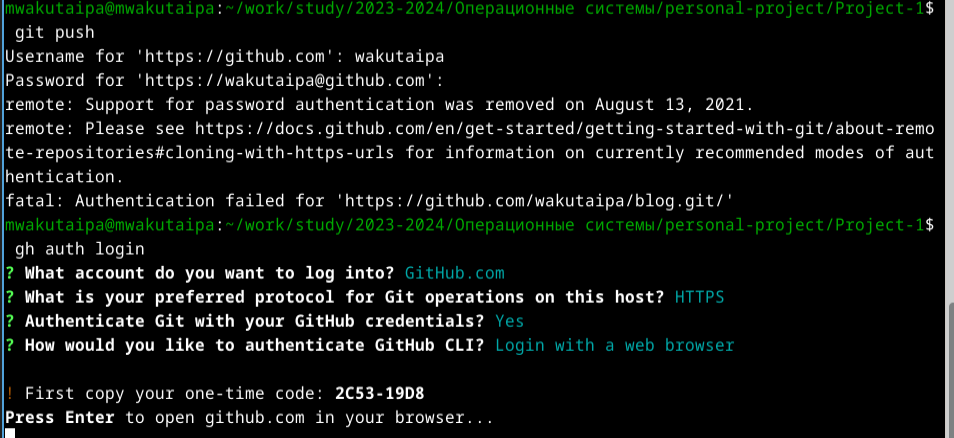 mwakutaipa@mwakutaipa:~/work/study/2023-2024/Операционные системы/personal-project/Project-1$
git push
Username for 'https://github.com': wakutaipa
Password for 'https://wakutaipa@github.com':
remote: Support for password authentication was removed on August 13, 2021.
remote: Please see https://docs.github.com/en/get-started/getting-started-with-git/about-remo
te-repositories#cloning-with-https-urls for information on currently recommended modes of aut
hentication.
fatal: Authentication failed for 'https://github.com/wakutaipa/blog.git/'
mwakutaipa@mwakutaipa:~/work/study/2023-2024/Операционные системы/personal-project/Project-1$
gh auth login
? What account do you want to log into? GitHub.com
? What is your preferred protocol for Git operations on this host? HTTPS
? Authenticate Git with your GitHub credentials? Yes
? How would you like to authenticate GitHub CLI? Login with a web browser
! First copy your one-time code: 2C53-19D8
Press Enter to open github.com in your browser...